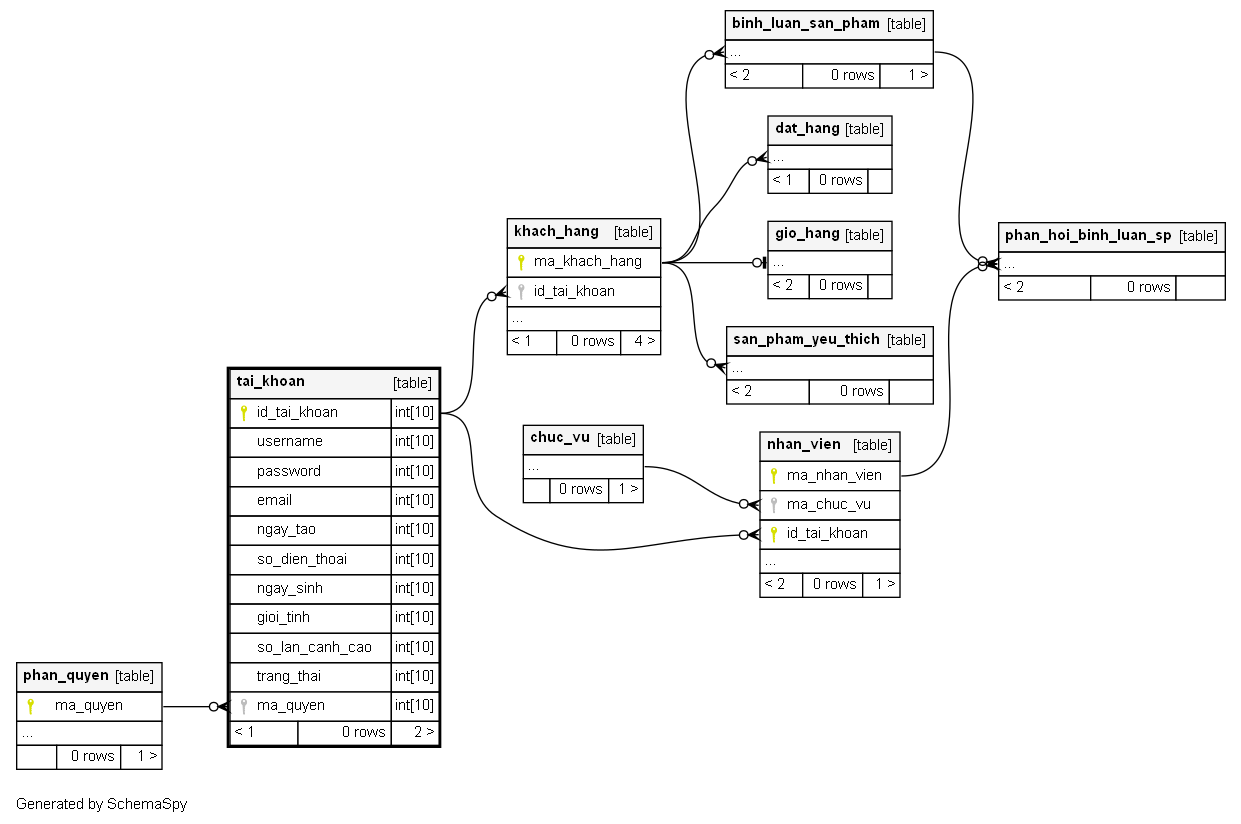 binh_luan_san_pham [table]
...
< 2 0 rows 1 >
dat_hang [table]
...
< 1 0 rows
khach_hang [table]
ma_khach_hang
id_tai_khoan
...
< 1 0 rows 4 >
gio_hang [table]
...
< 2 0 rows
phan_hoi_binh_luan_sp [table]
...
< 2 0 rows
san_pham_yeu_thich [table]
...
< 2 0 rows
tai_khoan [table]
id_tai_khoan int[10]
username int[10]
password int[10]
email int[10]
ngay_tao int[10]
so_dien_thoai int[10]
ngay_sinh int[10]
gioi_tinh int[10]
so_lan_canh_cao int[10]
trang_thai int[10]
ma_quyen int[10]
< 1 0 rows 2 >
chuc_vu [table]
...
0 rows 1 >
nhan_vien [table]
ma_nhan_vien
ma_chuc_vu
id_tai_khoan
...
< 2 0 rows 1 >
phan_quyen [table]
ma_quyen
...
0 rows 1 >
Generated by SchemaSpy